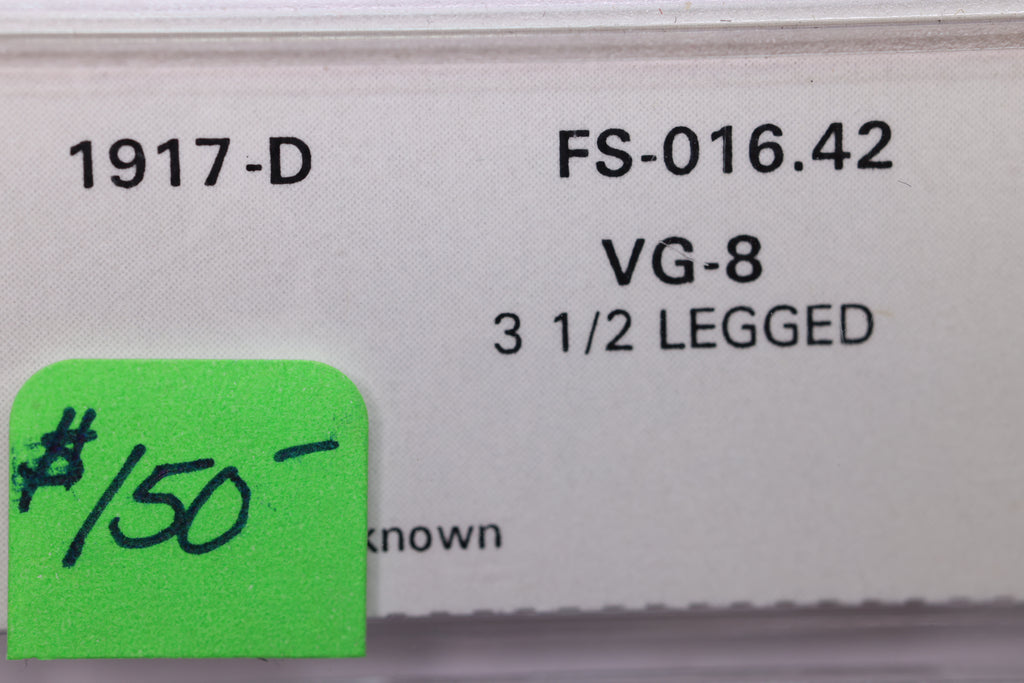 1917-D FS-016.42
VG-8
3 1/2 LEGGED
$150-
known